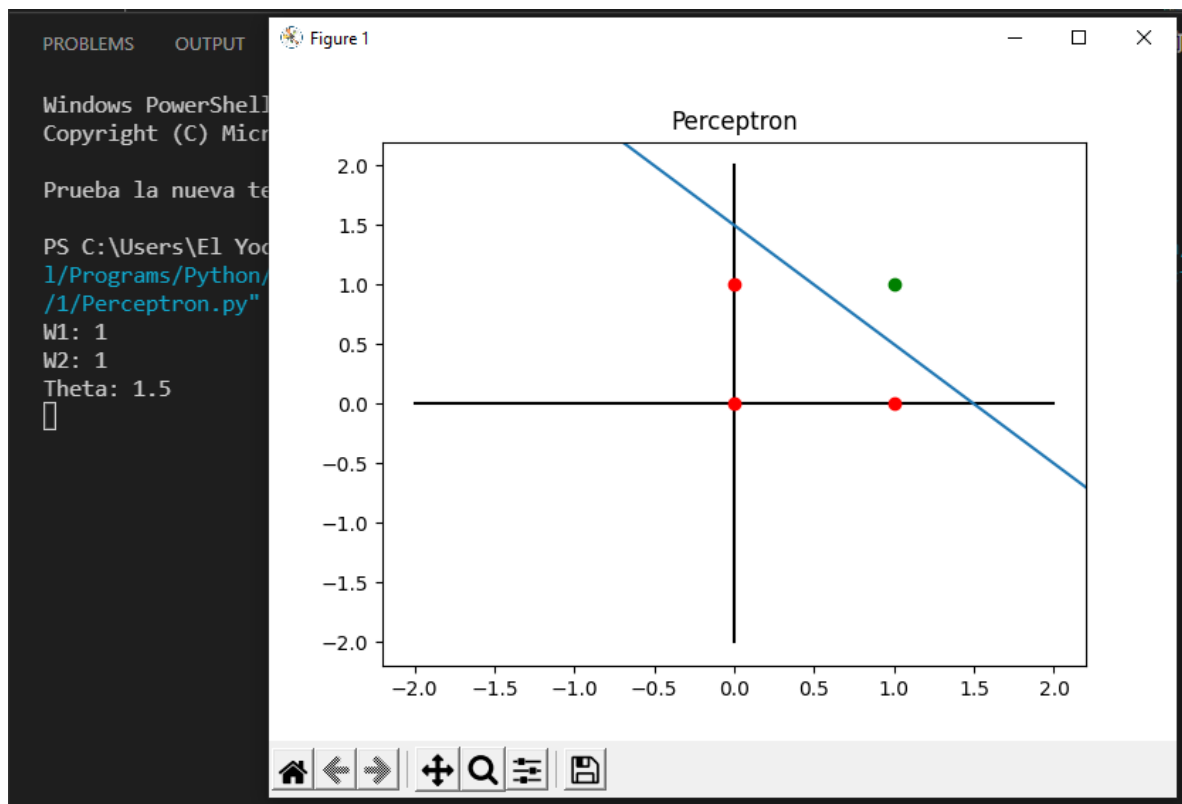 PROBLEMS OUTPUT
Figure 1
Windows PowerShell
Copyright (C) Micr
Prueba la nueva te
PS C:\Users\El Yoc
l/Programs/Python/
/1/Perceptron.py"
W1: 1
W2: 1
Theta: 1.5
Perceptron
2.0
1.5
1.0
0.5
0.0
−0.5
−1.0
−1.5
−2.0
−2.0 −1.5 −1.0 −0.5 0.0 0.5 1.0 1.5 2.0